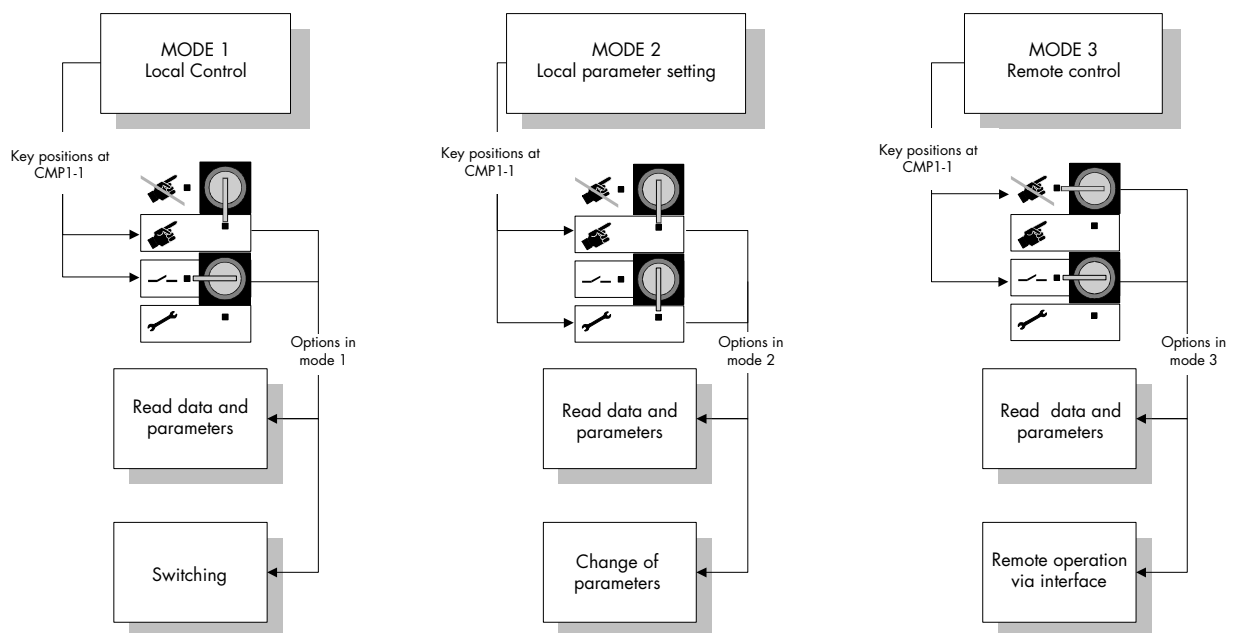 MODE 1
Local Control
Key positions at
CMP1-1
Options in
mode 1
Read data and
parameters
Switching
MODE 2
Local parameter setting
Key positions at
CMP1-1
Options in
mode 2
Read data and
parameters
Change of
parameters
MODE 3
Remote control
Key positions at
CMP1-1
Options in
mode 3
Read data and
parameters
Remote operation
via interface